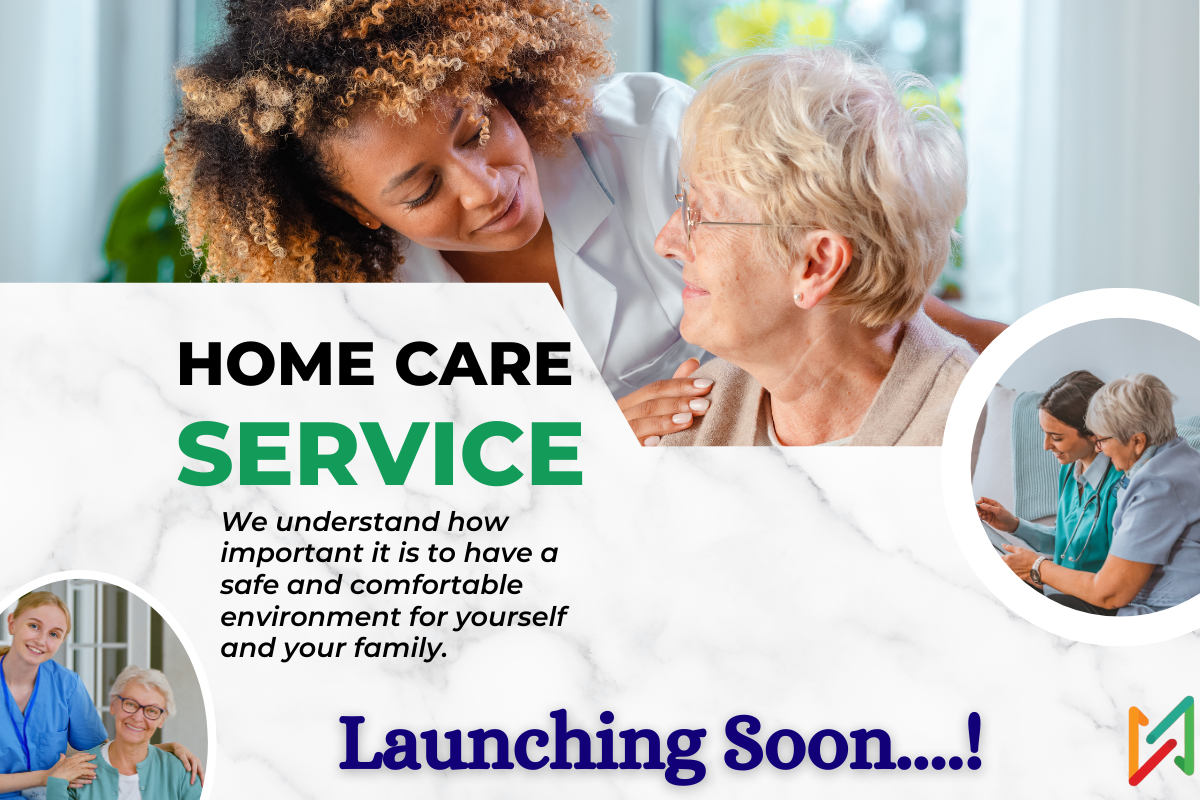 HOME CARE
SERVICE
We understand how
important it is to have a
safe and comfortable
environment for yourself
and your family.
Launching Soon....!